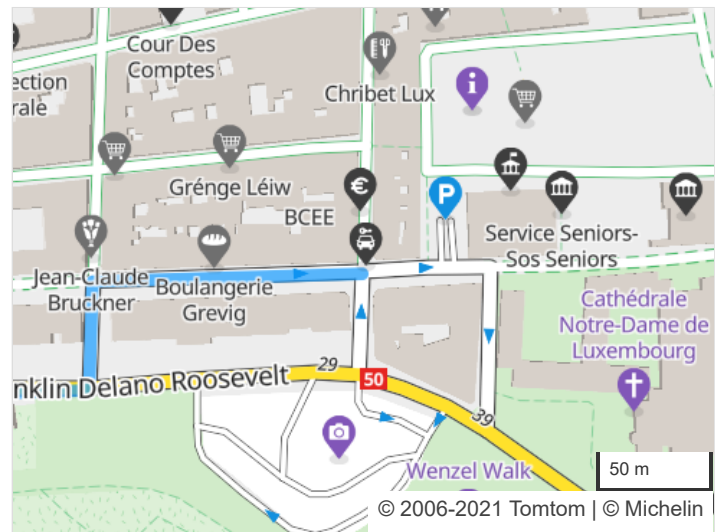 Cour Des
Comptes
ection
rale
Chribet Lux
i
Grénge Léiw
€
BCEE
P
Service Seniors-
Sos Seniors
Jean-Claude
Bruckner
Boulangerie
Grevig
Cathédrale
Notre-Dame de
Luxembourg
nklin Delano Roosevelt
29
50
39
Wenzel Walk
50 m
© 2006-2021 Tomtom | © Michelin